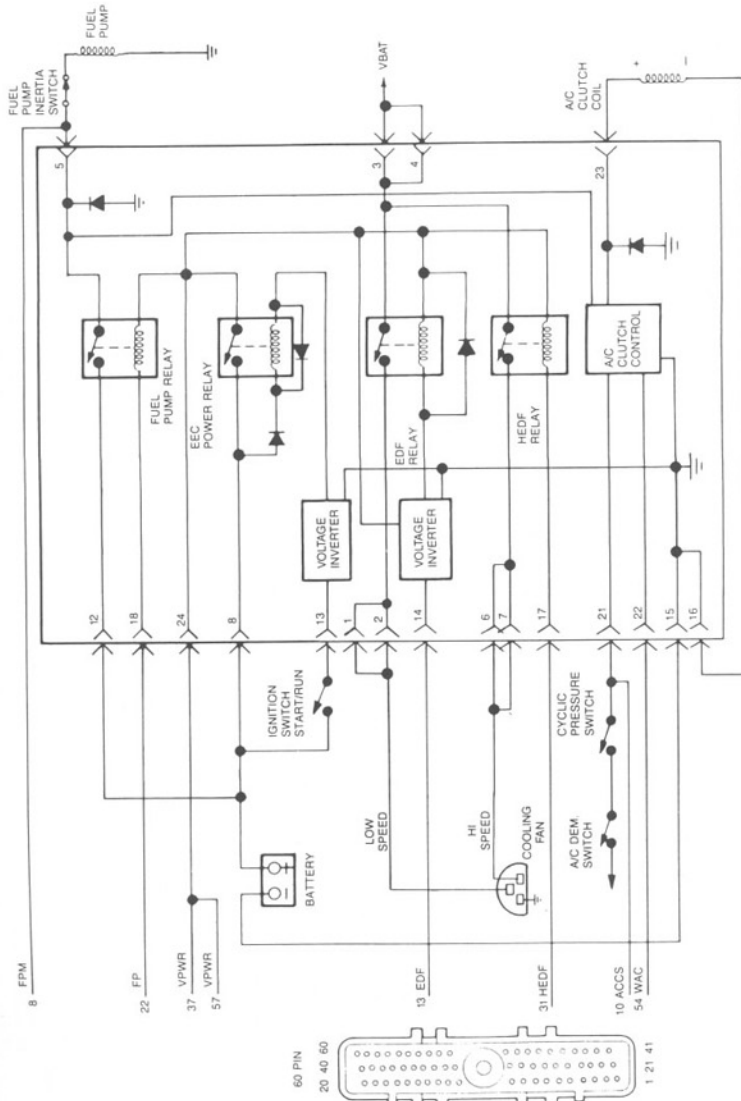 FUEL PUMP
FUEL
PUMP
INERTIA
SWITCH
VBAT
A/C
CLUTCH
COIL
+
−
5
3
4
23
FUEL
PUMP RELAY
EEC
POWER RELAY
EDF
RELAY
HEDF
RELAY
A/C CLUTCH
CONTROL
VOLTAGE
INVERTER
VOLTAGE
INVERTER
12
18
24
8
13
1
2
14
6
7
17
21
22
15
16
IGNITION
SWITCH
START/RUN
+
−
BATTERY
LOW
SPEED
HI
SPEED
COOLING
FAN
CYCLIC
PRESSURE
SWITCH
A/C DEM.
SWITCH
8 FPM
22 FP
37 VPWR
57 VPWR
13 EDF
31 HEDF
10 ACCS
54 WAC
60 PIN
20 40 60
1 21 41